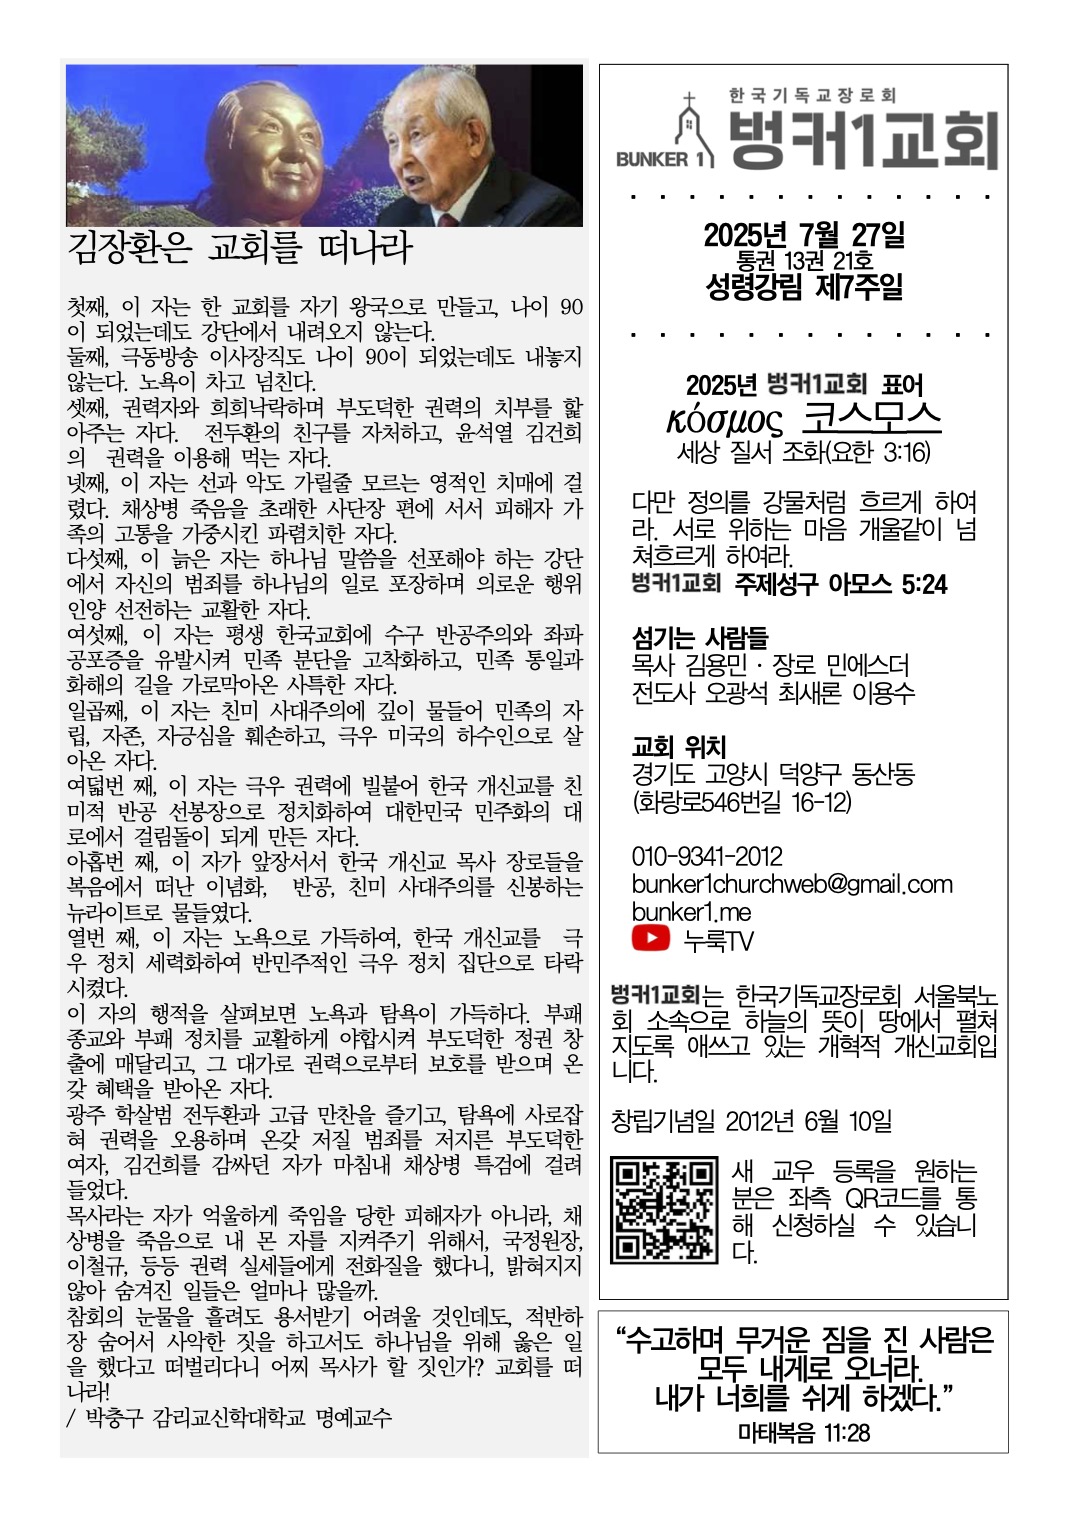 김장환은 교회를 떠나라
첫째, 이 자는 한 교회를 자기 왕국으로 만들고, 나이 90
이 되었는데도 강단에서 내려오지 않는다.
둘째, 극동방송 이사장직도 나이 90이 되었는데도 내놓지
않는다. 노욕이 차고 넘친다.
셋째, 권력자와 희희낙락하며 부도덕한 권력의 치부를 핥
아주는 자다. 전두환의 친구를 자처하고, 윤석열 김건희
의 권력을 이용해 먹는 자다.
넷째, 이 자는 선과 악도 가릴줄 모르는 영적인 치매에 걸
렸다. 채상병 죽음을 초래한 사단장 편에 서서 피해자 가
족의 고통을 가중시킨 파렴치한 자다.
다섯째, 이 늙은 자는 하나님 말씀을 선포해야 하는 강단
에서 자신의 범죄를 하나님의 일로 포장하며 의로운 행위
인양 선전하는 교활한 자다.
여섯째, 이 자는 평생 한국교회에 수구 반공주의와 좌파
공포증을 유발시켜 민족 분단을 고착화하고, 민족 통일과
화해의 길을 가로막아온 사특한 자다.
일곱째, 이 자는 친미 사대주의에 깊이 물들어 민족의 자
립, 자존, 자긍심을 훼손하고, 극우 미국의 하수인으로 살
아온 자다.
여덟번 째, 이 자는 극우 권력에 빌붙어 한국 개신교를 친
미적 반공 선봉장으로 정치화하여 대한민국 민주화의 대
로에서 걸림돌이 되게 만든 자다.
아홉번 째, 이 자가 앞장서서 한국 개신교 목사 장로들을
복음에서 떠난 이념화, 반공, 친미 사대주의를 신봉하는
뉴라이트로 물들였다.
열번 째, 이 자는 노욕으로 가득하여, 한국 개신교를 극
우 정치 세력화하여 반민주적인 극우 정치 집단으로 타락
시켰다.
이 자의 행적을 살펴보면 노욕과 탐욕이 가득하다. 부패
종교와 부패 정치를 교활하게 야합시켜 부도덕한 정권 창
출에 매달리고, 그 대가로 권력으로부터 보호를 받으며 온
갖 혜택을 받아온 자다.
광주 학살범 전두환과 고급 만찬을 즐기고, 탐욕에 사로잡
혀 권력을 오용하며 온갖 저질 범죄를 저지른 부도덕한
여자, 김건희를 감싸던 자가 마침내 채상병 특검에 걸려
들었다.
목사라는 자가 억울하게 죽임을 당한 피해자가 아니라, 채
상병을 죽음으로 내 몬 자를 지켜주기 위해서, 국정원장,
이철규, 등등 권력 실세들에게 전화질을 했다니, 밝혀지지
않아 숨겨진 일들은 얼마나 많을까.
참회의 눈물을 흘려도 용서받기 어려울 것인데도, 적반하
장 숨어서 사악한 짓을 하고서도 하나님을 위해 옳은 일
을 했다고 떠벌리다니 어찌 목사가 할 짓인가? 교회를 떠
나라!
/ 박충구 감리교신학대학교 명예교수
한국기독교장로회
BUNKER 1 벙커1교회
2025년 7월 27일
통권 13권 21호
성령강림 제7주일
2025년 벙커1교회 표어
κόσμος 코스모스
세상 질서 조화(요한 3:16)
다만 정의를 강물처럼 흐르게 하여
라. 서로 위하는 마음 개울같이 넘
쳐흐르게 하여라.
벙커1교회 주제성구 아모스 5:24
섬기는 사람들
목사 김용민 · 장로 민에스더
전도사 오광석 최새론 이용수
교회 위치
경기도 고양시 덕양구 동산동
(화랑로546번길 16-12)
010-9341-2012
bunker1churchweb@gmail.com
bunker1.me
누룩TV
벙커1교회는 한국기독교장로회 서울북노
회 소속으로 하늘의 뜻이 땅에서 펼쳐
지도록 애쓰고 있는 개혁적 개신교회입
니다.
창립기념일 2012년 6월 10일
새 교우 등록을 원하는
분은 좌측 QR코드를 통
해 신청하실 수 있습니
다.
“수고하며 무거운 짐을 진 사람은
모두 내게로 오너라.
내가 너희를 쉬게 하겠다.”
마태복음 11:28